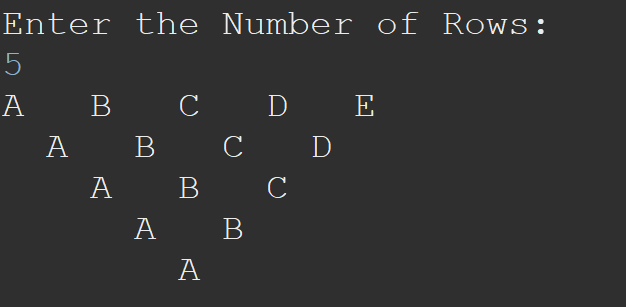 Enter the Number of Rows:
5
A   B   C   D   E
  A   B   C   D
    A   B   C
      A   B
        A